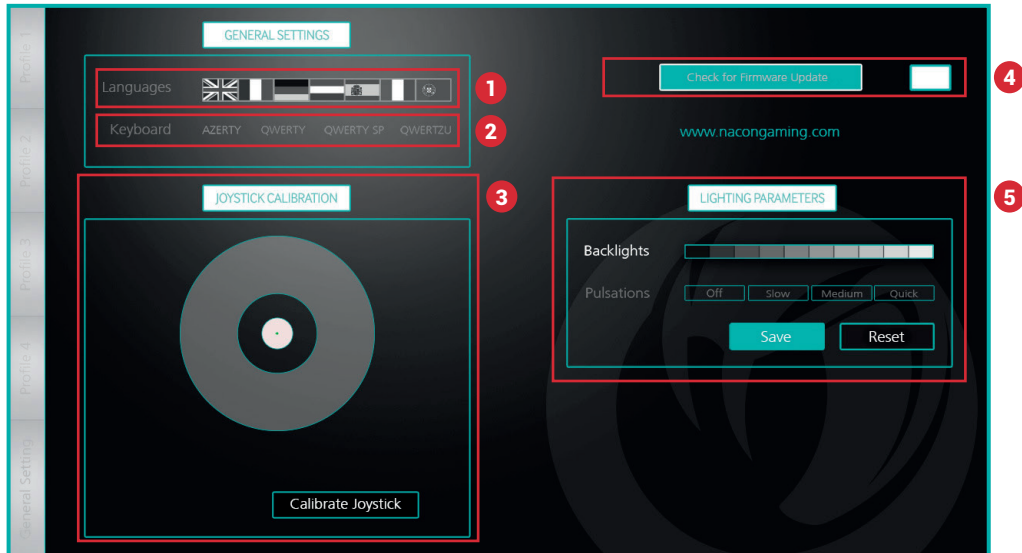 Profile 1
Profile 2
Profile 3
Profile 4
General Setting
GENERAL SETTINGS
Languages
1
Keyboard AZERTY QWERTY QWERTY SP QWERTZU
2
JOYSTICK CALIBRATION
3
Calibrate Joystick
Check for Firmware Update
4
www.nacongaming.com
LIGHTING PARAMETERS
5
Backlights
Pulsations Off Slow Medium Quick
Save Reset